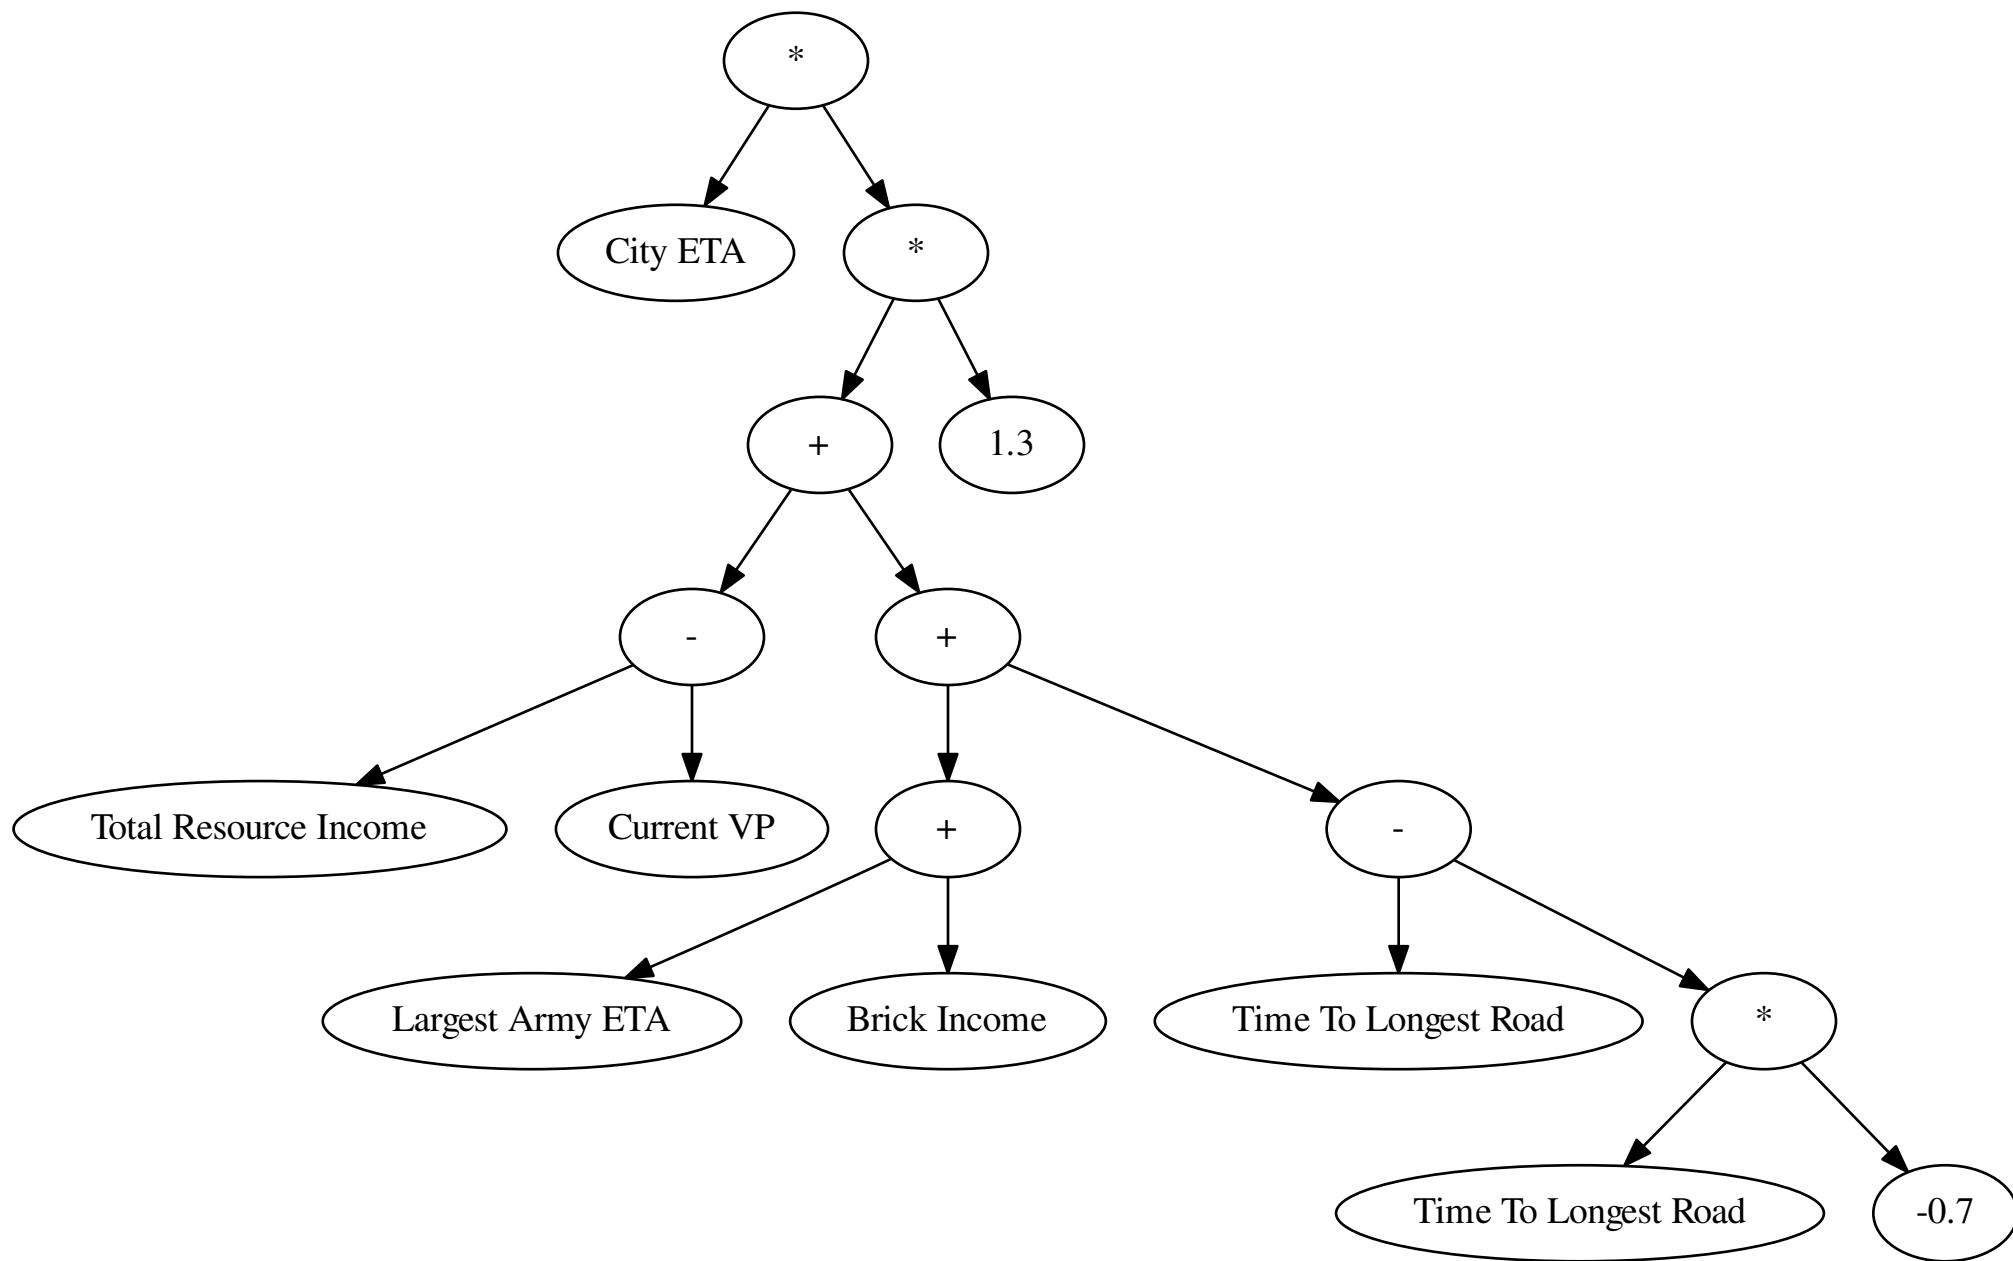 *
City ETA
*
+
1.3
-
+
Total Resource Income
Current VP
+
-
Largest Army ETA
Brick Income
Time To Longest Road
*
Time To Longest Road
-0.7